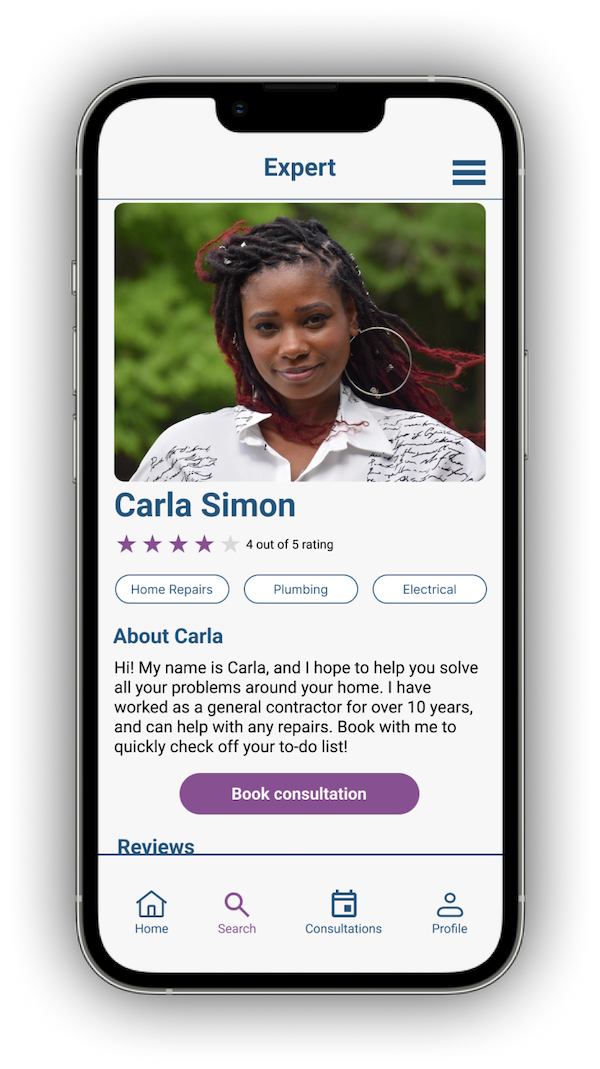 Expert
Carla Simon
4 out of 5 rating
Home Repairs
Plumbing
Electrical
About Carla
Hi! My name is Carla, and I hope to help you solve
all your problems around your home. I have
worked as a general contractor for over 10 years,
and can help with any repairs. Book with me to
quickly check off your to-do list!
Book consultation
Reviews
Home
Search
Consultations
Profile